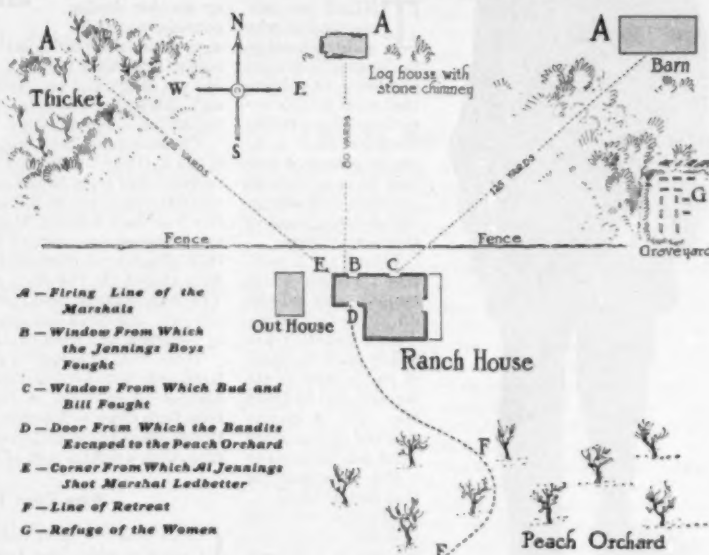 N
A
A
A
Log house with
stone chimney
Barn
Thicket
W
E
S
120 YARDS
60 YARDS
125 YARDS
G
Graveyard
Fence
Fence
E
B
C
Out House
D
Ranch House
A—Firing Line of the
Marshals
B—Window From Which
the Jennings Boys
Fought
C—Window From Which Bud and
Bill Fought
D—Door From Which the Bandits
Escaped to the Peach Orchard
E—Corner From Which Al Jennings
Shot Marshal Ledbetter
F—Line of Retreat
G—Refuge of the Women
F
F
Peach Orchard